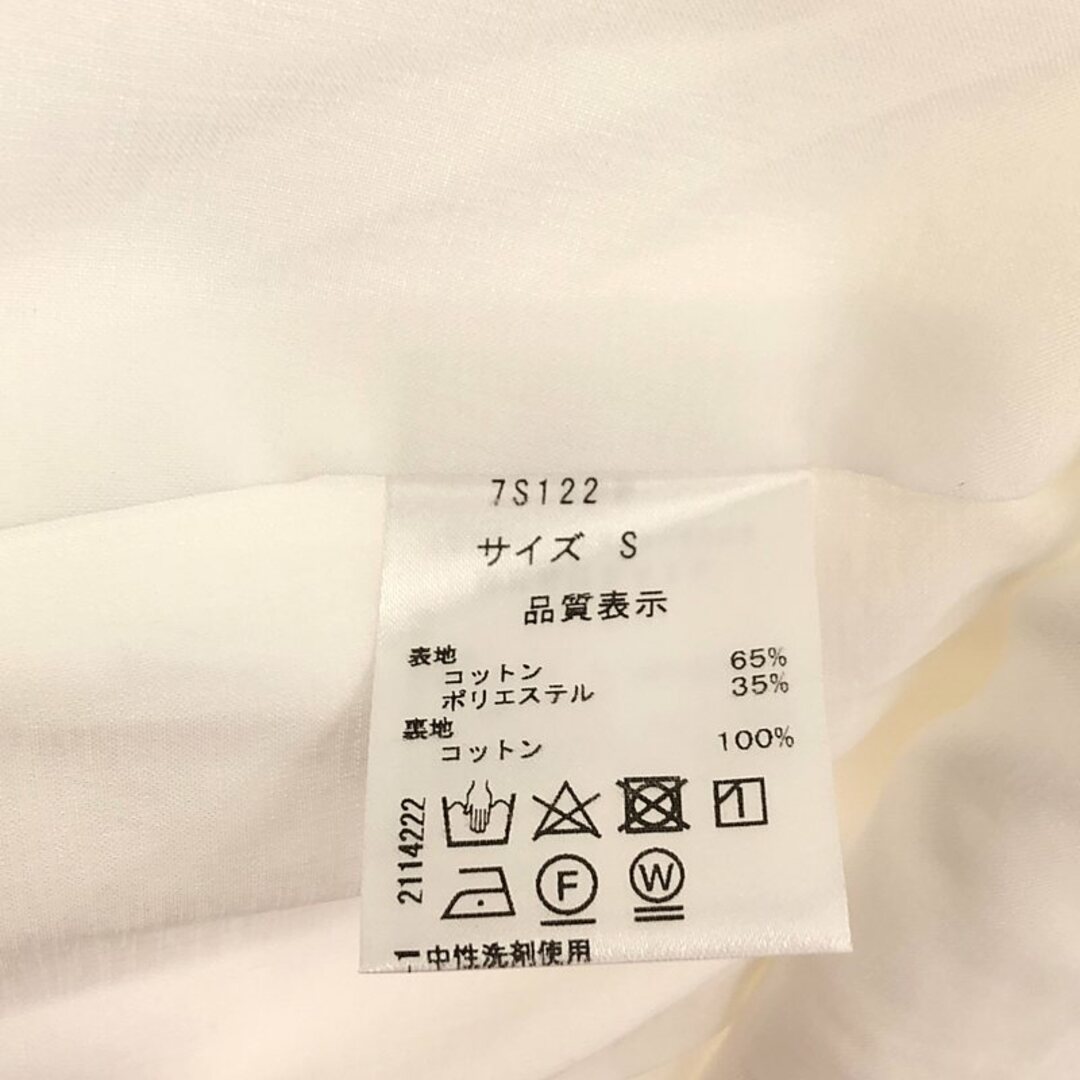 7S122
サイズ S
品質表示
表地
コットン 65%
ポリエステル 35%
裏地
コットン 100%
2114222
F
W
中性洗剤使用